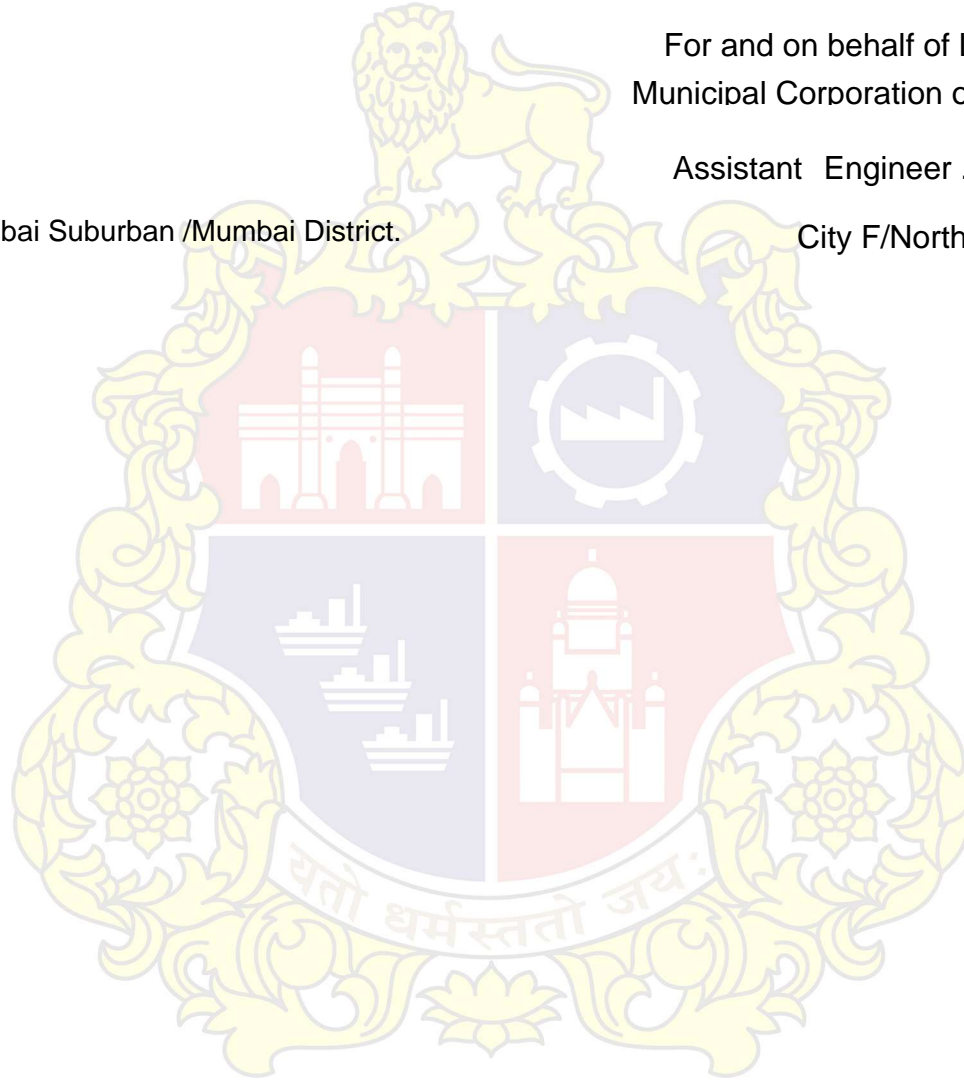 For and on behalf of
Municipal Corporation
Assistant Engineer .
bai Suburban /Mumbai District.
City F/North
यतो धर्मस्ततो जय: